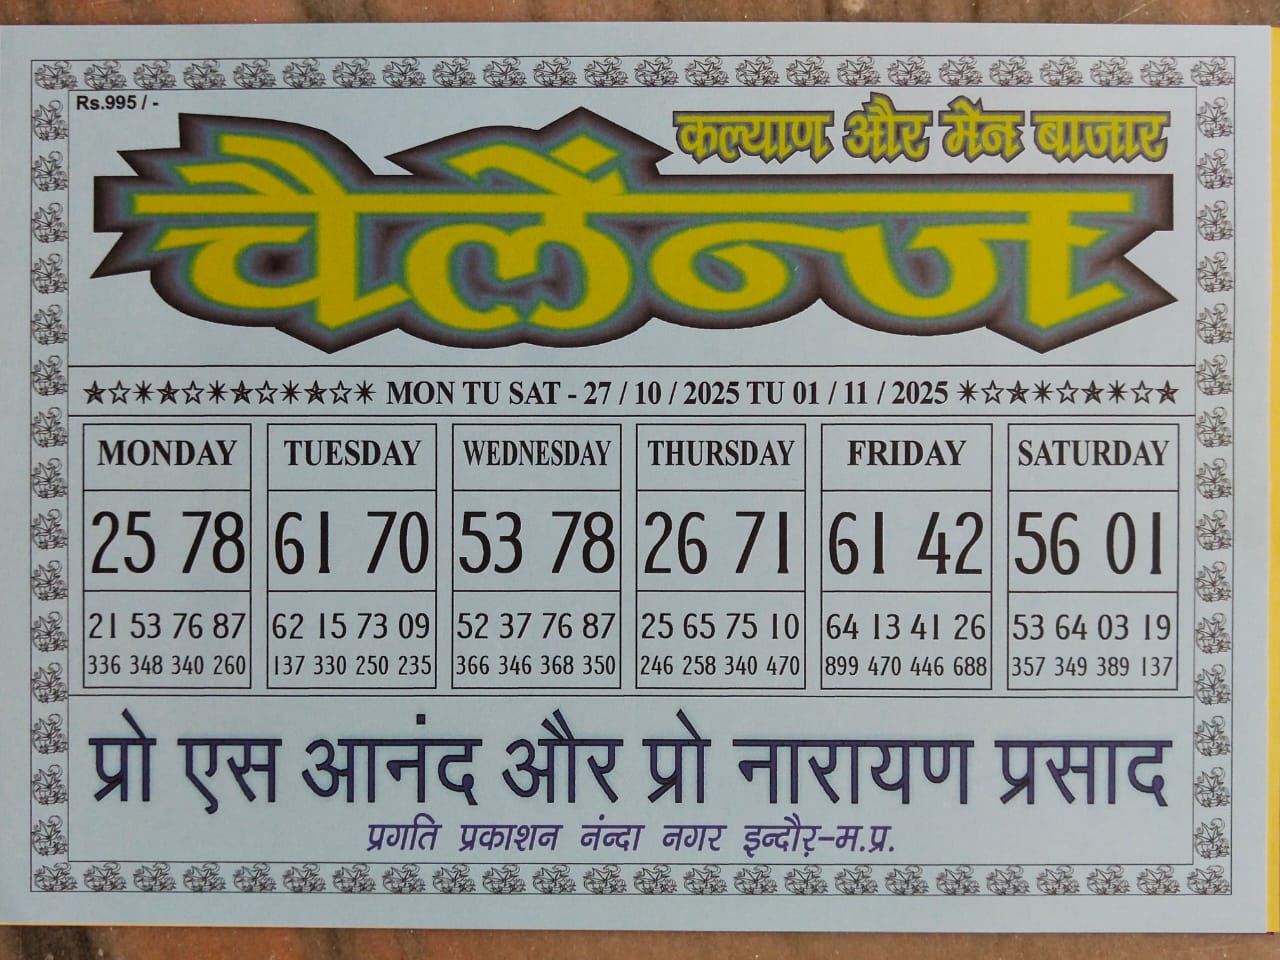 Rs.995 / -
कल्याण और मेन बाजार
चैलेंन्ज
MON TU SAT - 27 / 10 / 2025 TU 01 / 11 / 2025
MONDAY TUESDAY WEDNESDAY THURSDAY FRIDAY SATURDAY
25 78 61 70 53 78 26 71 61 42 56 01
21 53 76 87 62 15 73 09 52 37 76 87 25 65 75 10 64 13 41 26 53 64 03 19
336 348 340 260 137 330 250 235 366 346 368 350 246 258 340 470 899 470 446 688 357 349 389 137
प्रो एस आनंद और प्रो नारायण प्रसाद
प्रगति प्रकाशन नंन्दा नगर इन्दौऱ-म.प्र.